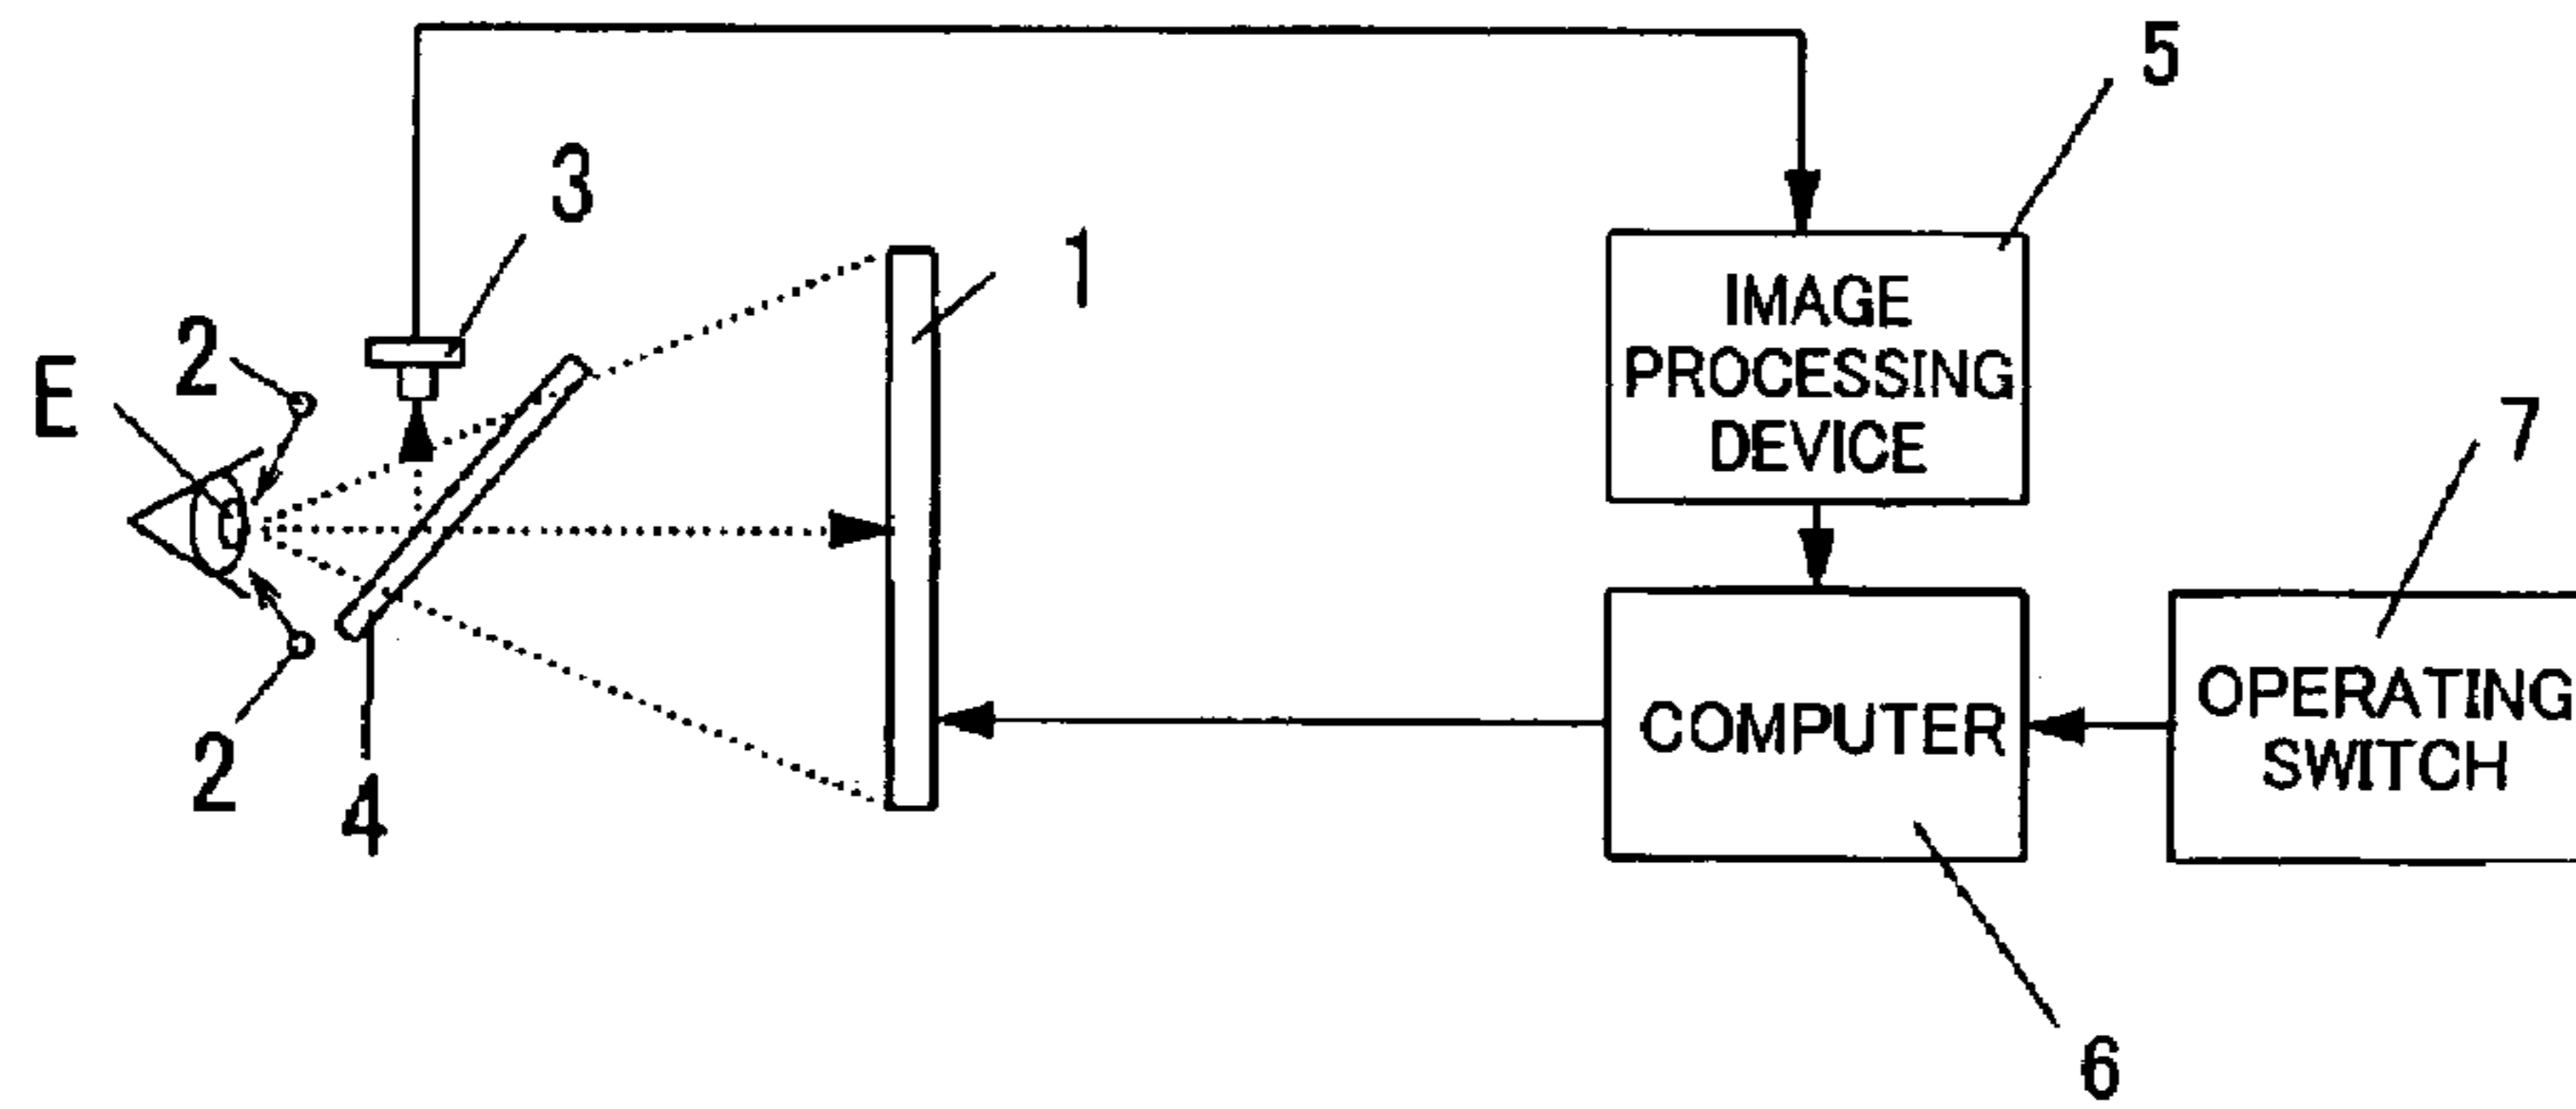 5
3
1
2
E
IMAGE
PROCESSING
DEVICE
7
2
4
COMPUTER
OPERATING
SWITCH
6